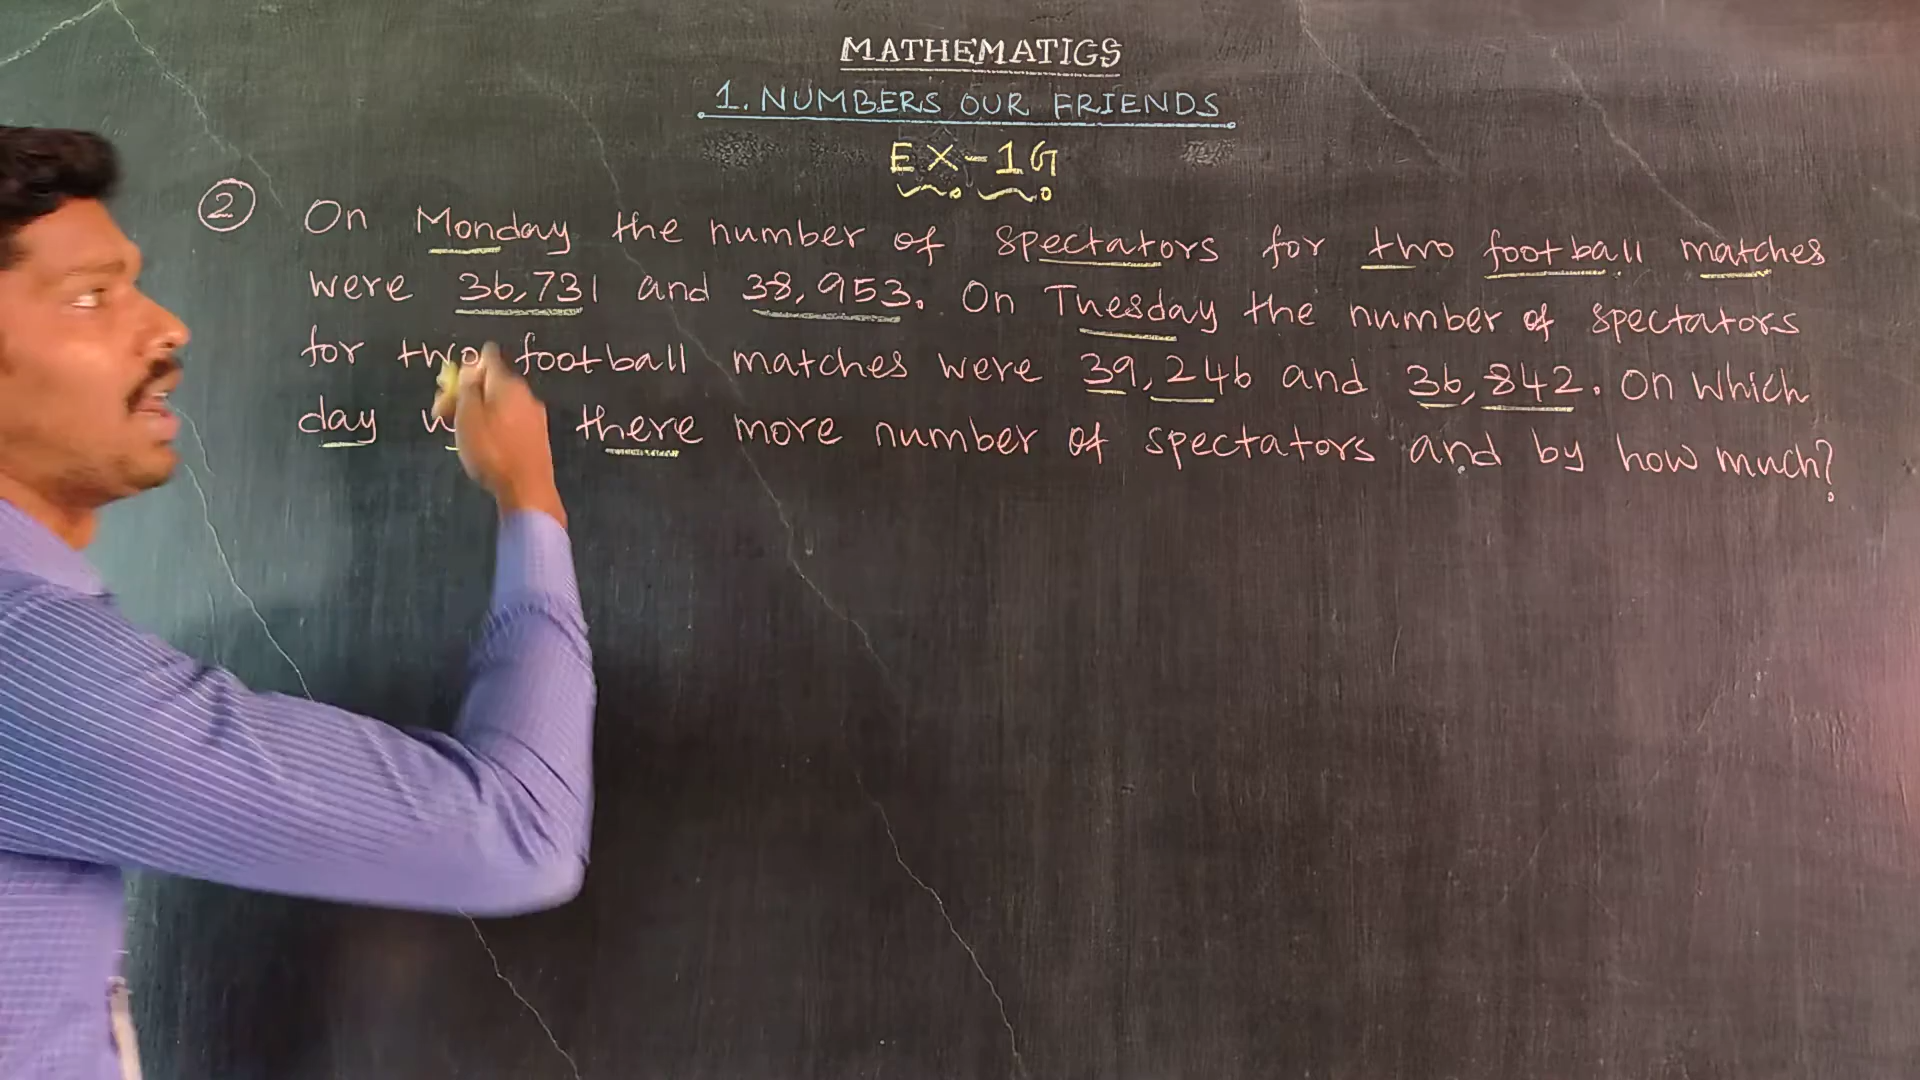 MATHEMATICS
1. NUMBERS OUR FRIENDS
EX-1G
2 On Monday the number of spectators for two football matches
were 36,731 and 38,953. On Tuesday the number of spectators
for two football matches were 39,246 and 36,842. On which
day there more number of spectators and by how much?